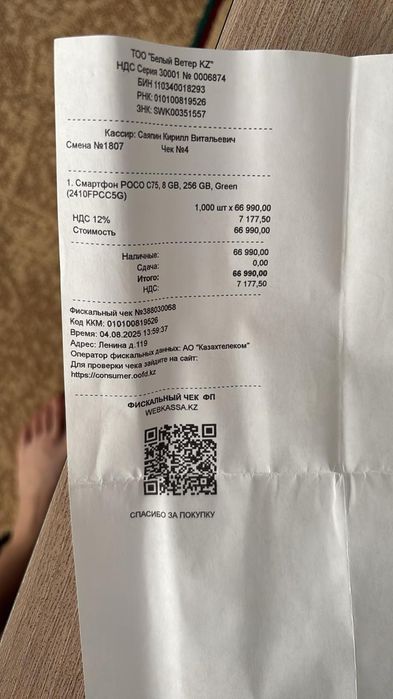 ТОО "Белый Ветер KZ"
НДС Серия 30001 № 0006874
БИН 110340018293
РНК: 010100819526
ЗНК: SWK00351557
Кассир: Саяпин Кирилл Витальевич
Смена №1807 Чек №4
1. Смартфон POCO C75, 8 GB, 256 GB, Green
(2410FPCC5G)
1,000 шт x 66 990,00
НДС 12% 7 177,50
Стоимость 66 990,00
Наличные: 66 990,00
Сдача: 0,00
Итого: 66 990,00
НДС: 7 177,50
Фискальный чек №388030058
Код ККМ: 010100819526
Время: 04.08.2025 13:59:37
Адрес: Ленина д.119
Оператор фискальных данных: АО "Казахтелеком"
Для проверки чека зайдите на сайт:
https://consumer.oofd.kz
ФИСКАЛЬНЫЙ ЧЕК ФП
WEBKASSA.KZ
СПАСИБО ЗА ПОКУПКУ